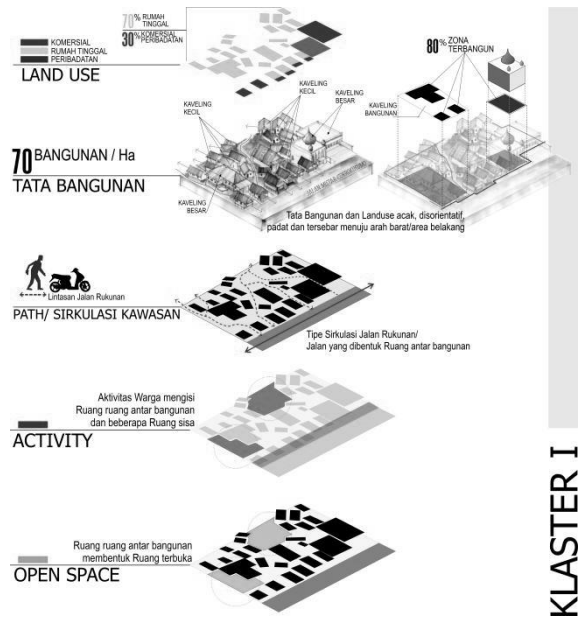 70% RUMAH
TINGGAL
30% KOMERSIAL
PERIBADATAN
KOMERSIAL
RUMAH TINGGAL
PERIBADATAN
LAND USE
80% ZONA
TERBANGUN
KAVELING
KECIL
KAVELING
KECIL
KAVELING
BESAR
KAVELING
BANGUNAN
70 BANGUNAN / Ha
TATA BANGUNAN
KAVELING
BESAR
Tata Bangunan dan Landuse acak, disorientatif,
padat dan tersebar menuju arah barat/area belakang
Lintasan Jalan Rukunan
PATH/ SIRKULASI KAWASAN
Tipe Sirkulasi Jalan Rukunan/
Jalan yang dibentuk Ruang antar bangunan
Aktivitas Warga mengisi
Ruang ruang antar bangunan
dan beberapa Ruang sisa
ACTIVITY
Ruang ruang antar bangunan
membentuk Ruang terbuka
OPEN SPACE
KLASTER I